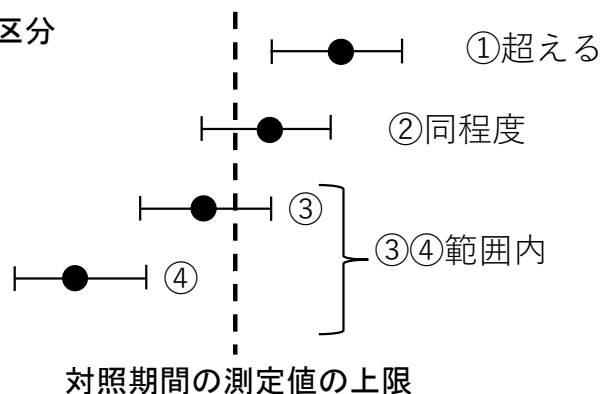 区分
①超える
②同程度
③
③④範囲内
④
対照期間の測定値の上限